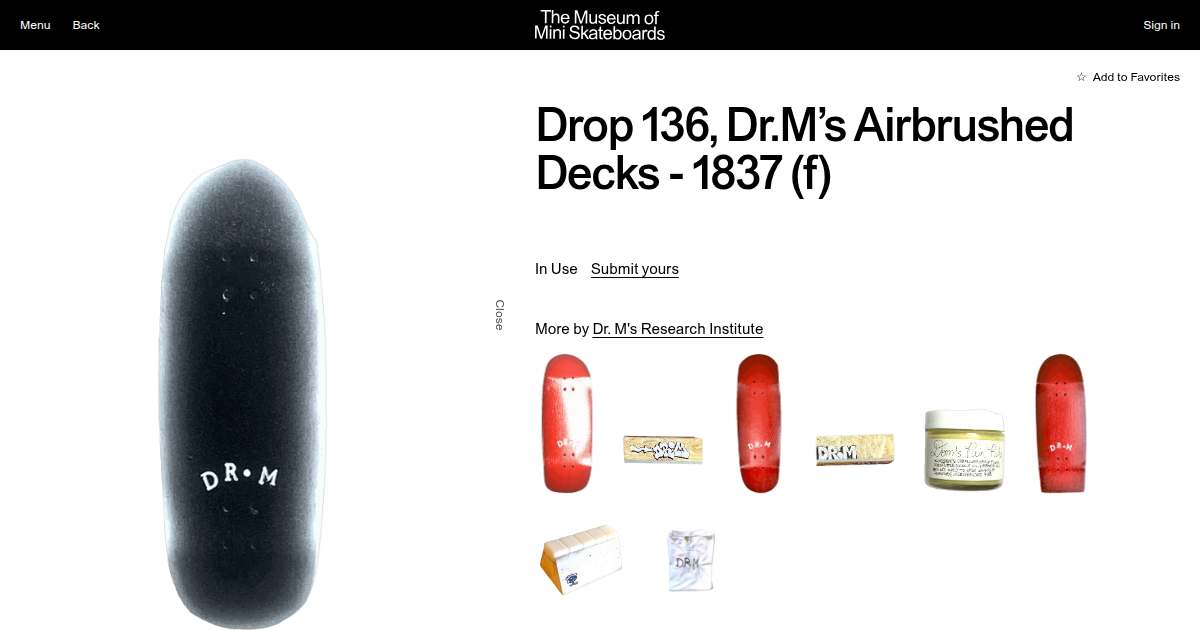 Menu Back
The Museum of
Mini Skateboards
Sign in
☆ Add to Favorites
Drop 136, Dr.M’s Airbrushed
Decks - 1837 (f)
In Use Submit yours
Close
More by Dr. M's Research Institute
DR•M
DR•M
DR•M
DR•M
DRM